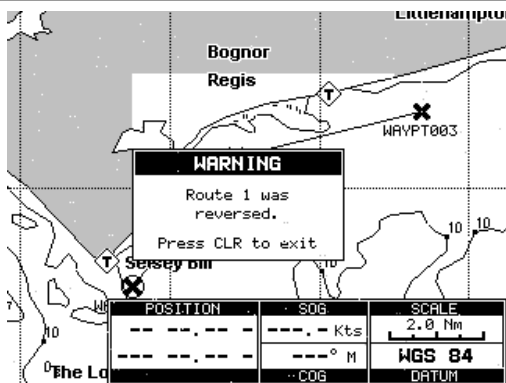 Littlehampto
Bognor
Regis
T
WAYPT003
WARNING
Route 1 was
reversed.
Press CLR to exit
10
10
T
Selsey Bill
10
10
The Lo
POSITION
SOG
SCALE
-- --.-- -
---.- Kts
2.0 Nm
-- --.-- -
---° M
WGS 84
COG
DATUM